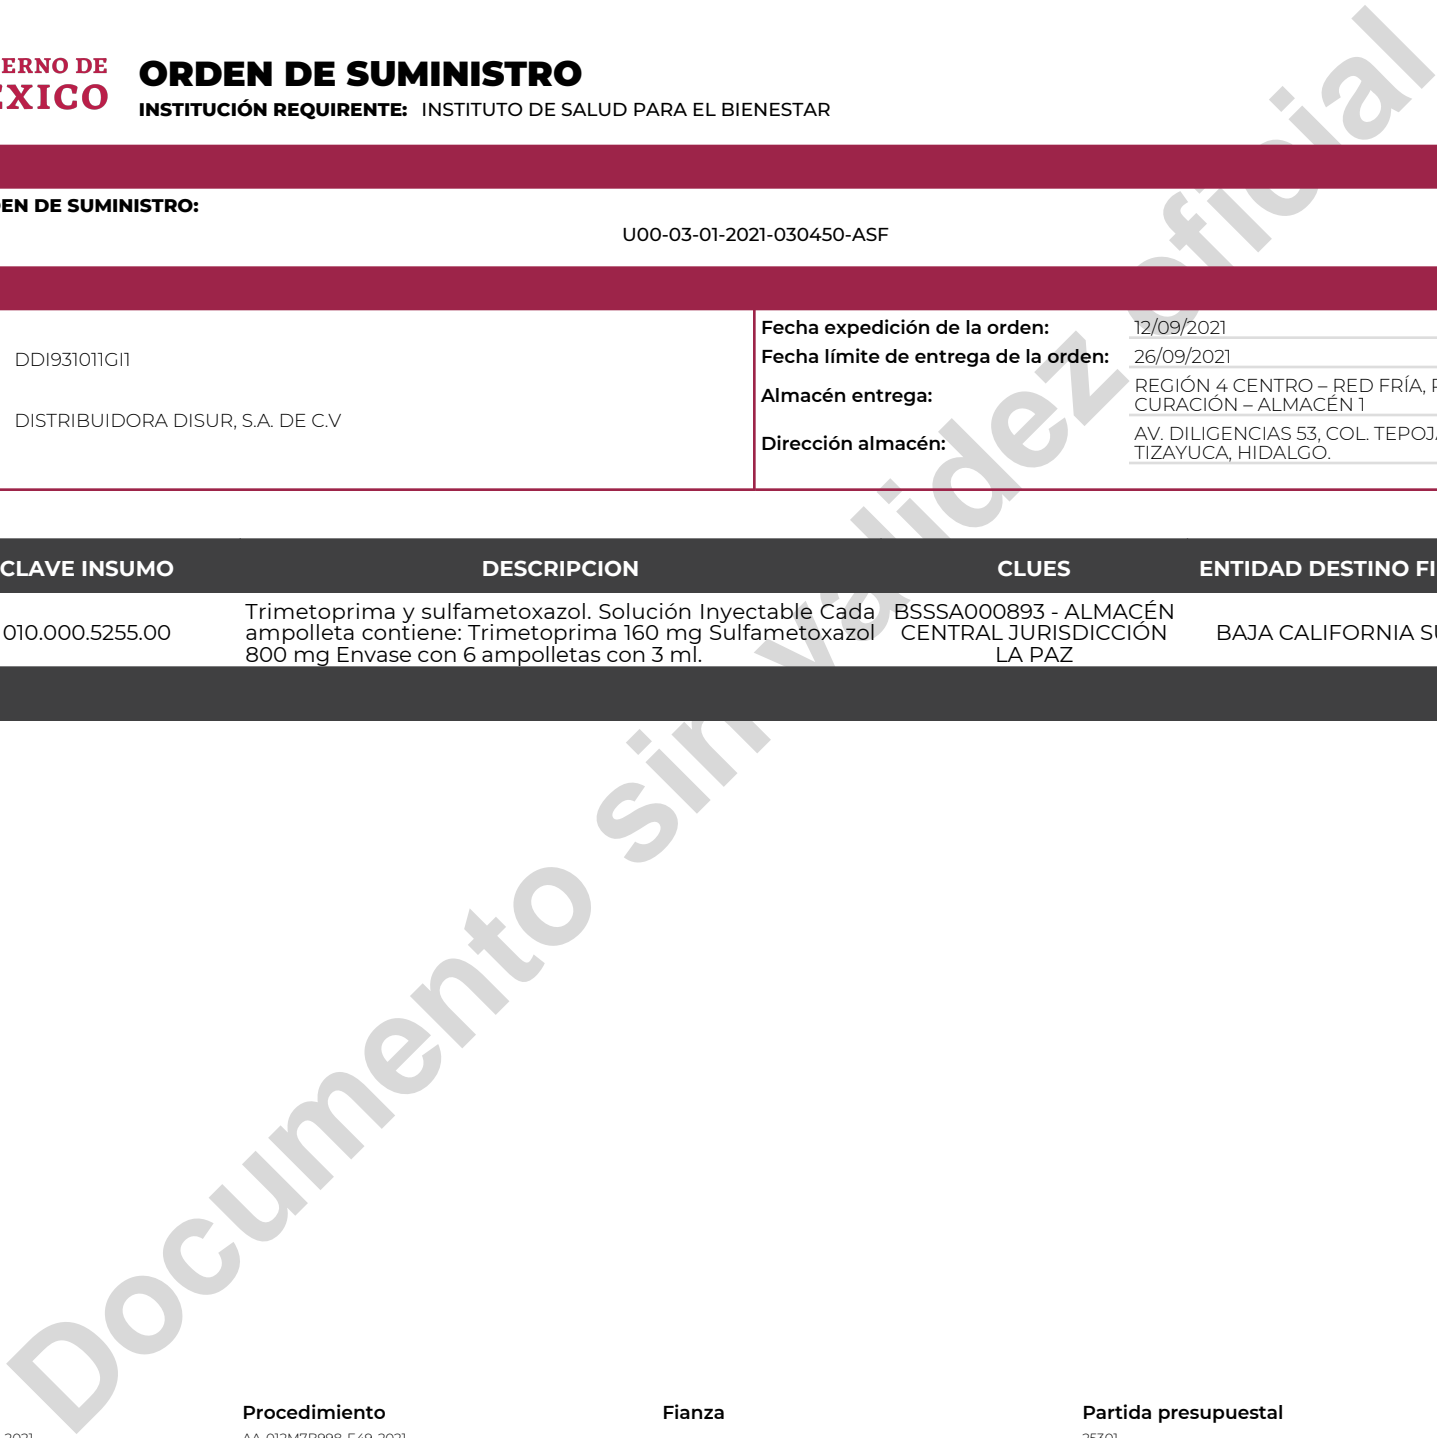 ERNO DE
EXICO
ORDEN DE SUMINISTRO
INSTITUCIÓN REQUIRENTE: INSTITUTO DE SALUD PARA EL BIENESTAR
EN DE SUMINISTRO:
U00-03-01-2021-030450-ASF
DDI931011GI1
DISTRIBUIDORA DISUR, S.A. DE C.V
Fecha expedición de la orden: 12/09/2021
Fecha límite de entrega de la orden: 26/09/2021
Almacén entrega: REGIÓN 4 CENTRO – RED FRÍA,
CURACIÓN – ALMACÉN 1
Dirección almacén: AV. DILIGENCIAS 53, COL. TEPOJ
TIZAYUCA, HIDALGO.
CLAVE INSUMO DESCRIPCION CLUES ENTIDAD DESTINO FI
010.000.5255.00
Trimetoprima y sulfametoxazol. Solución Inyectable Cada
ampolleta contiene: Trimetoprima 160 mg Sulfametoxazol
800 mg Envase con 6 ampolletas con 3 ml.
BSSSA000893 - ALMACÉN
CENTRAL JURISDICCIÓN
LA PAZ
BAJA CALIFORNIA S
Documento sin validez oficial
Procedimiento Fianza Partida presupuestal